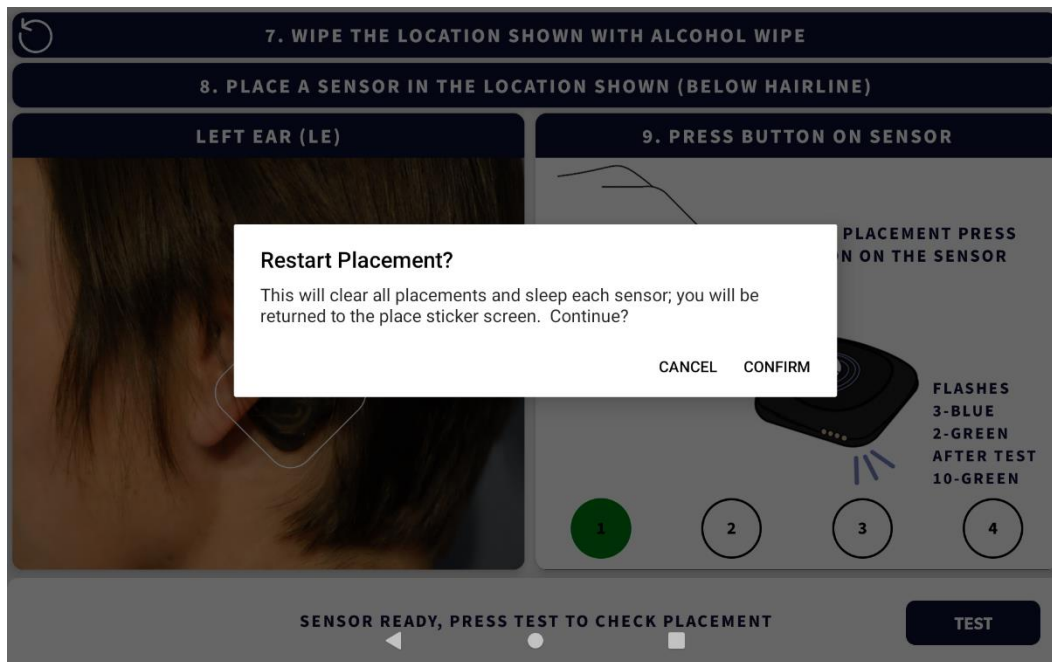 7. WIPE THE LOCATION SHOWN WITH ALCOHOL WIPE
8. PLACE A SENSOR IN THE LOCATION SHOWN (BELOW HAIRLINE)
LEFT EAR (LE)
9. PRESS BUTTON ON SENSOR
PLACEMENT PRESS
N ON THE SENSOR
Restart Placement?
This will clear all placements and sleep each sensor; you will be
returned to the place sticker screen.  Continue?
CANCEL CONFIRM
FLASHES
3-BLUE
2-GREEN
AFTER TEST
10-GREEN
1 2 3 4
SENSOR READY, PRESS TEST TO CHECK PLACEMENT
TEST